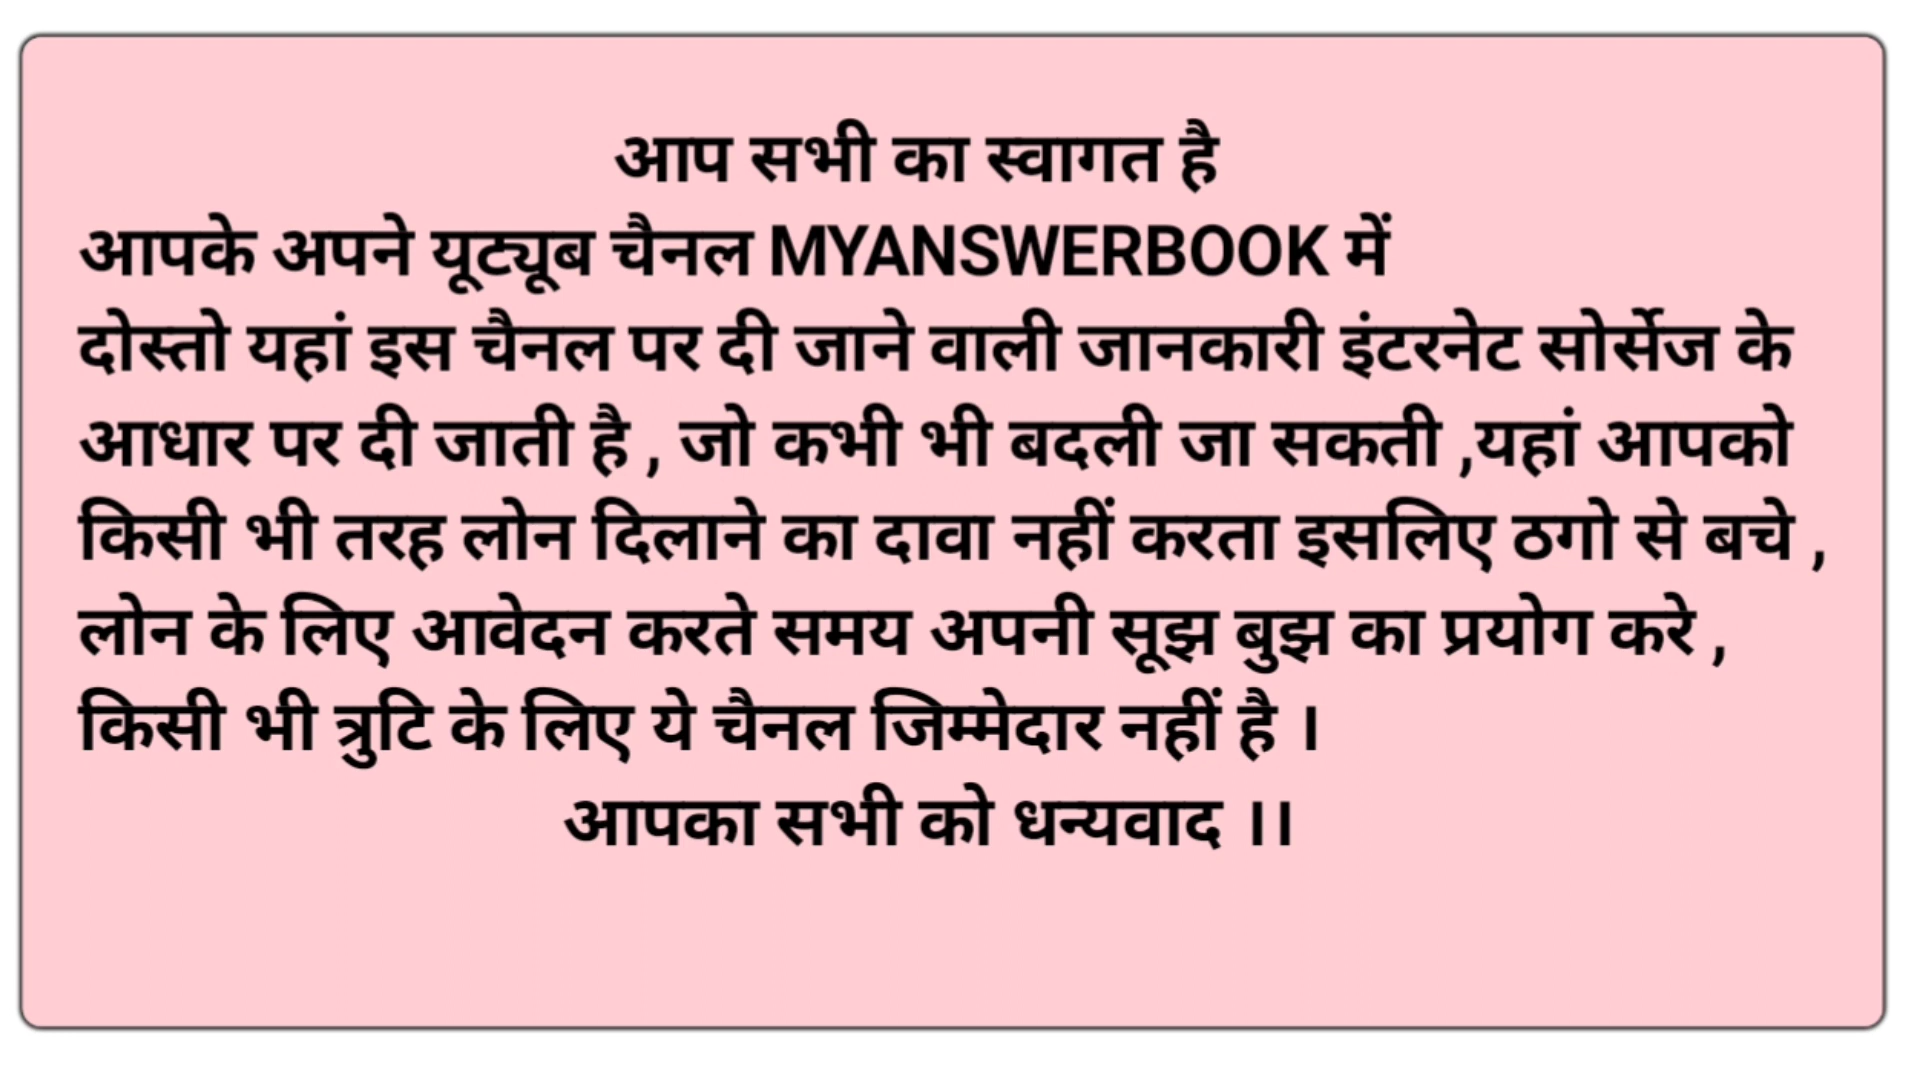 आप सभी का स्वागत है
आपके अपने यूट्यूब चैनल MYANSWERBOOK में
दोस्तो यहां इस चैनल पर दी जाने वाली जानकारी इंटरनेट सोर्सेज के
आधार पर दी जाती है , जो कभी भी बदली जा सकती ,यहां आपको
किसी भी तरह लोन दिलाने का दावा नहीं करता इसलिए ठगो से बचे ,
लोन के लिए आवेदन करते समय अपनी सूझ बुझ का प्रयोग करे ,
किसी भी त्रुटि के लिए ये चैनल जिम्मेदार नहीं है ।
आपका सभी को धन्यवाद ।।